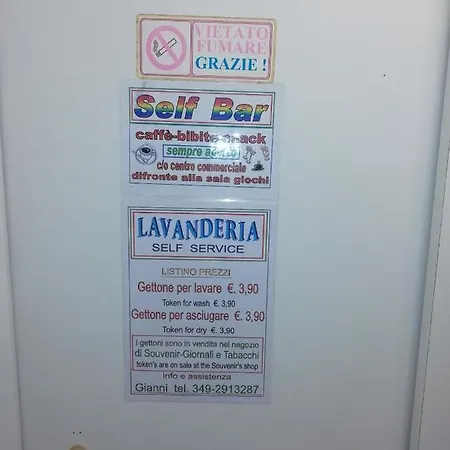 VIETATO
FUMARE
GRAZIE !
Self Bar
caffè-bibite snack
sempre aperto
c/o centro commerciale
difronte alla sala giochi
LAVANDERIA
SELF SERVICE
LISTINO PREZZI
Gettone per lavare €. 3,90
Token for wash €. 3,90
Gettone per asciugare €. 3,90
Token for dry €. 3,90
I gettoni sono in vendita nel negozio
di Souvenir-Giornali e Tabacchi
token's are on sale at the Souvenir's shop
info e assistenza
Gianni tel. 349-2913287